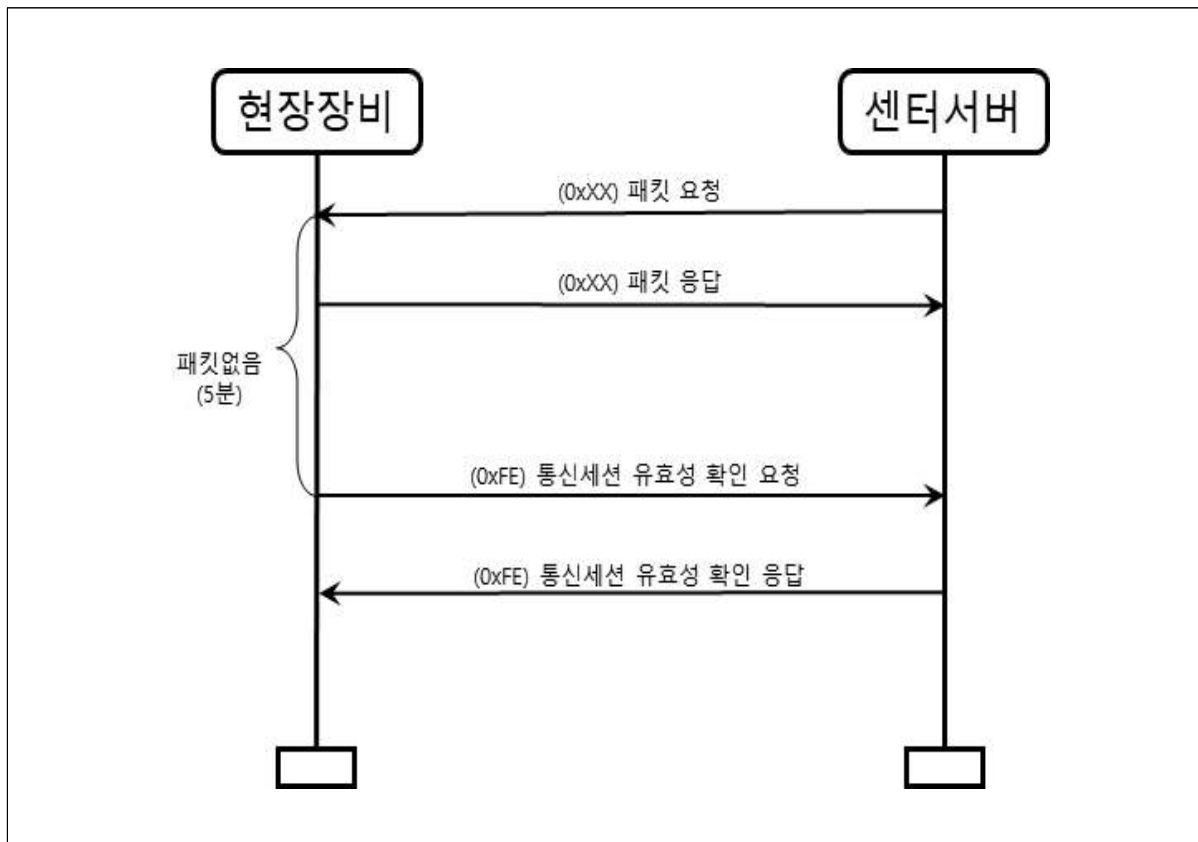 현장장비
센터서버
(0xXX) 패킷 요청
(0xXX) 패킷 응답
패킷없음
(5분)
(0xFE) 통신세션 유효성 확인 요청
(0xFE) 통신세션 유효성 확인 응답